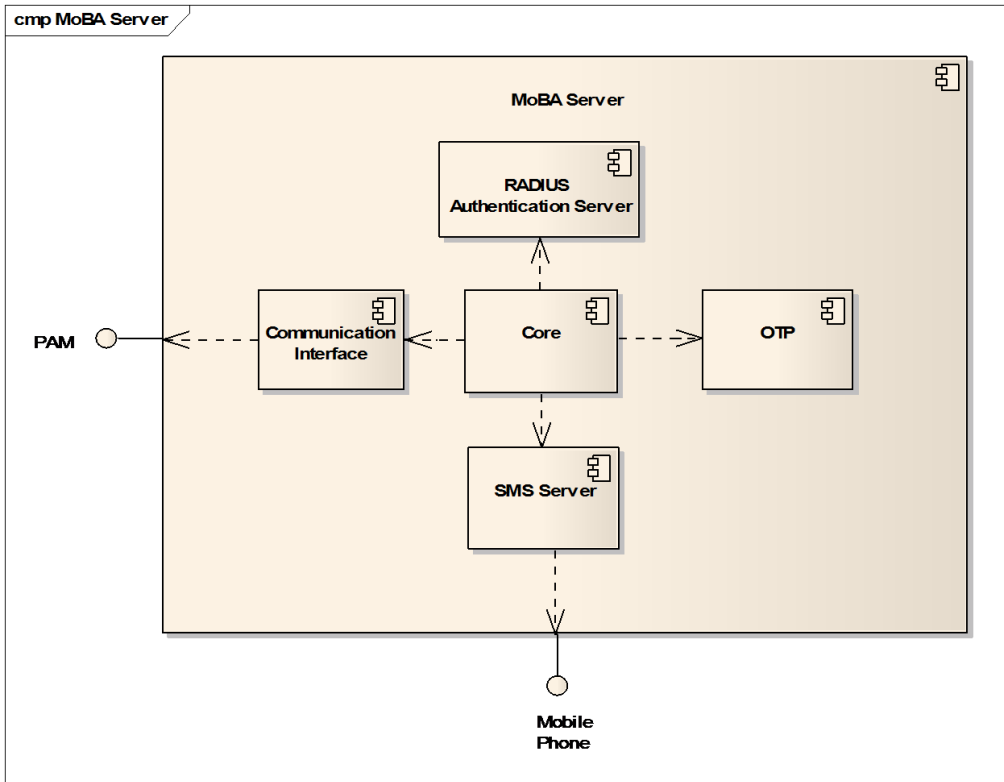 cmp MoBA Server
MoBA Server
RADIUS
Authentication Server
PAM
Communication
Interface
Core
OTP
SMS Server
Mobile
Phone